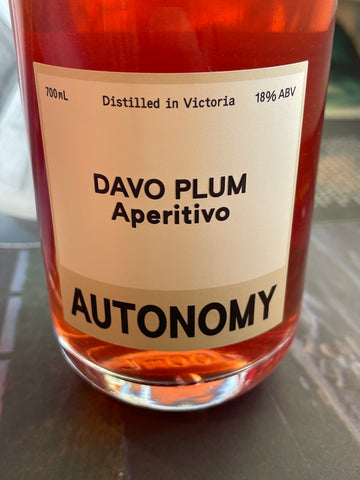 700mL Distilled in Victoria 18% ABV
DAVO PLUM
Aperitivo
AUTONOMY